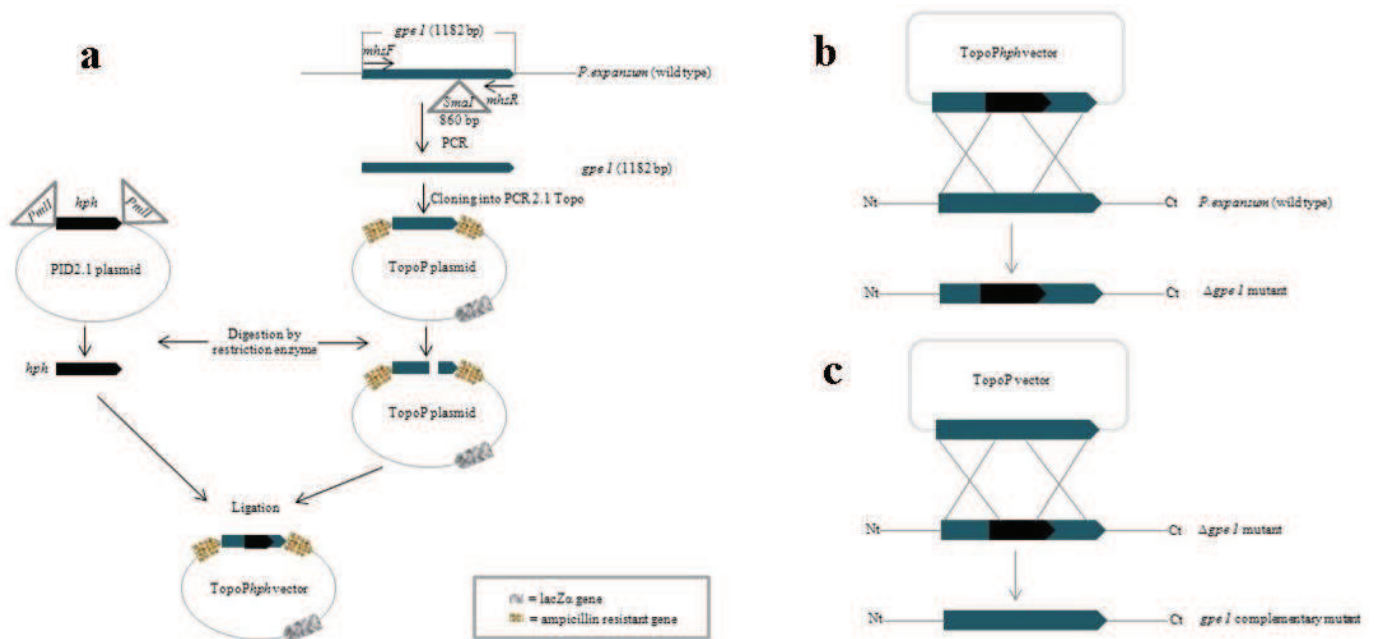 a
gpe1 (1182 bp)
mhsF
P.expansum (wild type)
SmaI
mhsR
860 bp
PCR
gpe1 (1182 bp)
Cloning into PCR 2.1 Topo
PmlI
hph
PmlI
PID2.1 plasmid
TopoP plasmid
Digestion by
restriction enzyme
hph
TopoP plasmid
Ligation
TopoPhph vector
= lacZα gene
= ampicillin resistant gene
b
TopoPhph vector
Nt
Ct
P.expansum (wild type)
Nt
Ct
Δgpe1 mutant
c
TopoP vector
Nt
Ct
Δgpe1 mutant
Nt
Ct
gpe1 complementary mutant